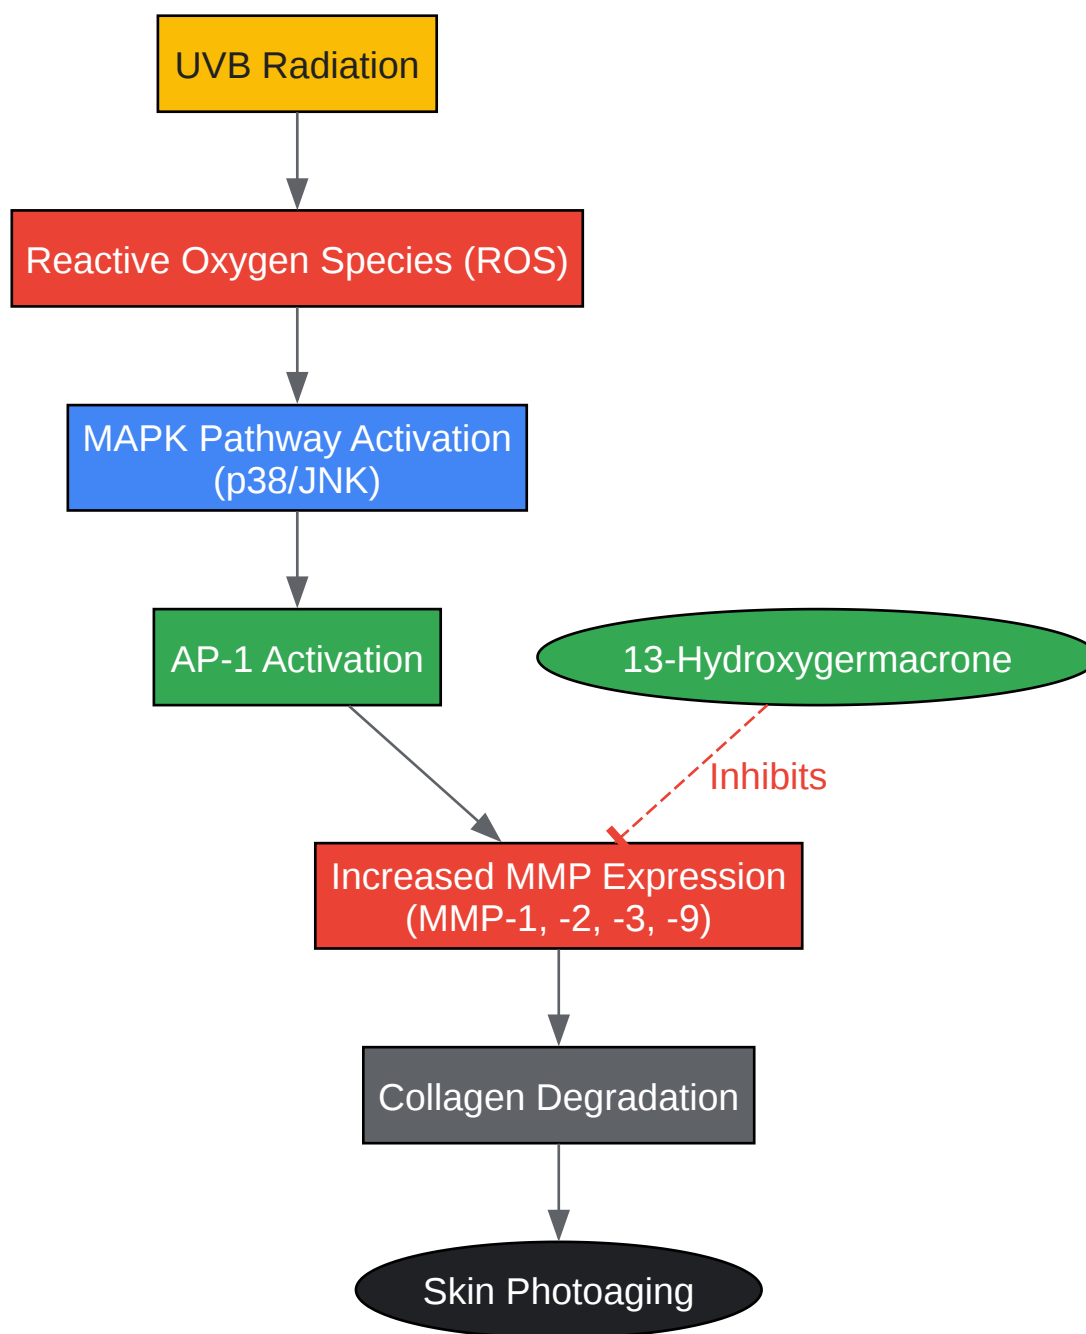 UVB Radiation
Reactive Oxygen Species (ROS)
MAPK Pathway Activation
(p38/JNK)
AP-1 Activation
13-Hydroxygermacrone
Inhibits
Increased MMP Expression
(MMP-1, -2, -3, -9)
Collagen Degradation
Skin Photoaging